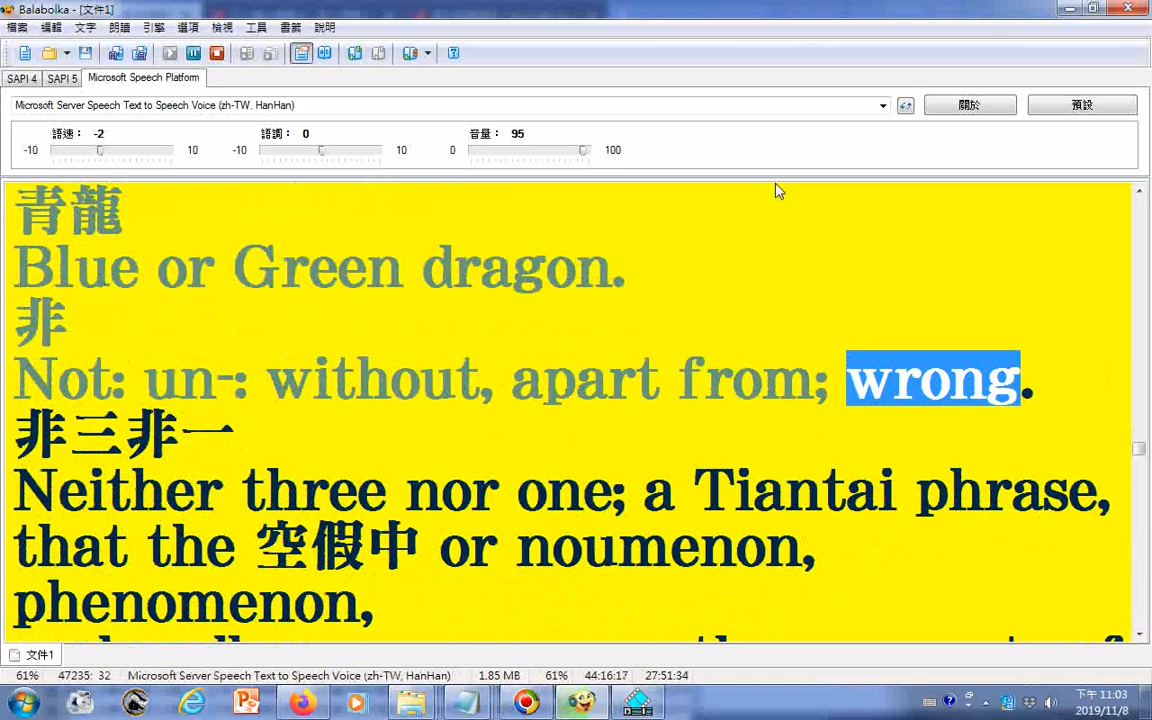 Balabolka - [文件1]
檔案 編輯 文字 朗讀 引擎 選項 檢視 工具 書籤 說明
SAPI 4 SAPI 5 Microsoft Speech Platform
Microsoft Server Speech Text to Speech Voice (zh-TW, HanHan) 關於 預設
語速： -2 語調： 0 音量： 95
-10 10 -10 10 0 100
青龍
Blue or Green dragon.
非
Not: un-: without, apart from; wrong.
非三非一
Neither three nor one; a Tiantai phrase,
that the 空假中 or noumenon,
phenomenon,
文件1
61% 47235: 32 Microsoft Server Speech Text to Speech Voice (zh-TW, HanHan) 1.85 MB 61% 44:16:17 27:51:34
下午 11:03
2019/11/8